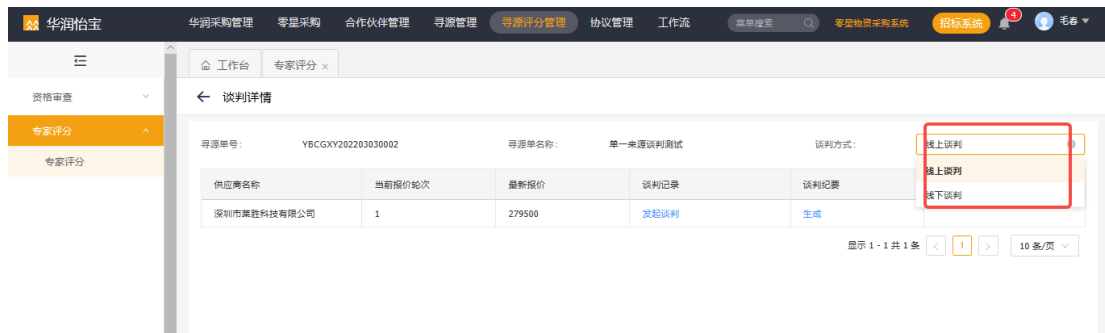 华润怡宝 华润采购管理 零星采购 合作伙伴管理 寻源管理 寻源评分管理 协议管理 工作流 菜单搜索 零星物资采购系统 招标系统 4 毛春
工作台 专家评分 ×
资格审查
← 谈判详情
专家评分
专家评分
寻源单号: YBCGXY202203030002 寻源单名称: 单一来源谈判测试 谈判方式: 线上谈判
线上谈判
线下谈判
供应商名称 当前报价轮次 最新报价 谈判记录 谈判纪要
深圳市莱胜科技有限公司 1 279500 发起谈判 生成
显示 1 - 1 共 1 条 < 1 > 10 条/页